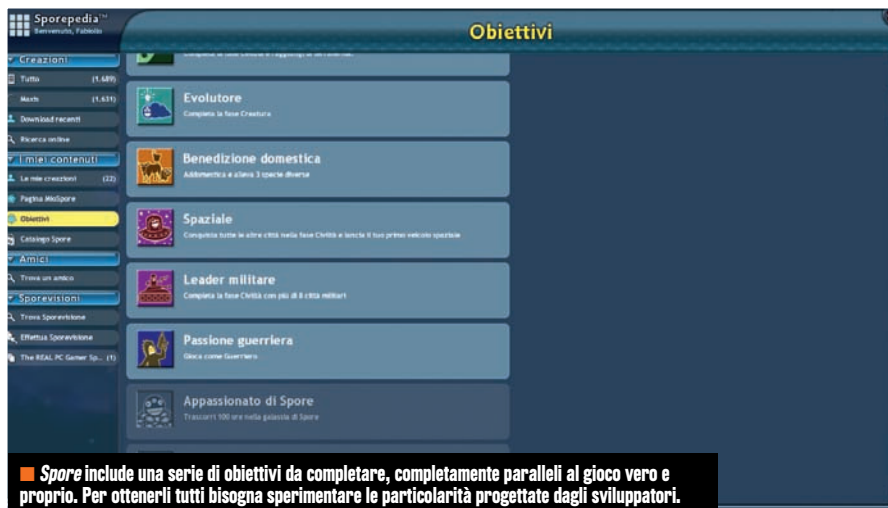 Sporepedia™
Benvenuto, Fabiolio
Obiettivi
Creazioni
Tutto (1.689)
Maxis (1.631)
Download recenti
Ricerca online
I miei contenuti
Le mie creazioni (22)
Pagina MioSpore
Obiettivi
Catalogo Spore
Amici
Trova un amico
Sporevisioni
Trova Sporevisione
Effettua Sporevisione
The REAL PC Gamer Sp... (1)
Completa la fase
Evolutore
Completa la fase Creatura
Benedizione domestica
Addomestica e alleva 3 specie diverse
Spaziale
Conquista tutte le altre città nella fase Civiltà e lancia il tuo primo veicolo spaziale
Leader militare
Completa la fase Civiltà con più di 8 città militari
Passione guerriera
Gioca come Guerriero
Appassionato di Spore
Trascorri 100 ore nella galassia di Spore
■ Spore include una serie di obiettivi da completare, completamente paralleli al gioco vero e
proprio. Per ottenerli tutti bisogna sperimentare le particolarità progettate dagli sviluppatori.